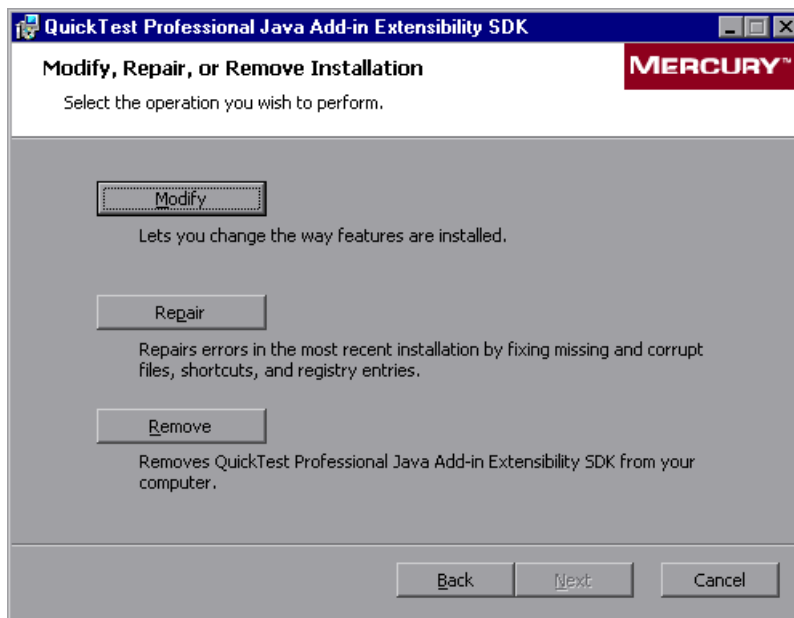 QuickTest Professional Java Add-in Extensibility SDK
Modify, Repair, or Remove Installation
MERCURY™
Select the operation you wish to perform.
Modify
Lets you change the way features are installed.
Repair
Repairs errors in the most recent installation by fixing missing and corrupt
files, shortcuts, and registry entries.
Remove
Removes QuickTest Professional Java Add-in Extensibility SDK from your
computer.
Back
Next
Cancel